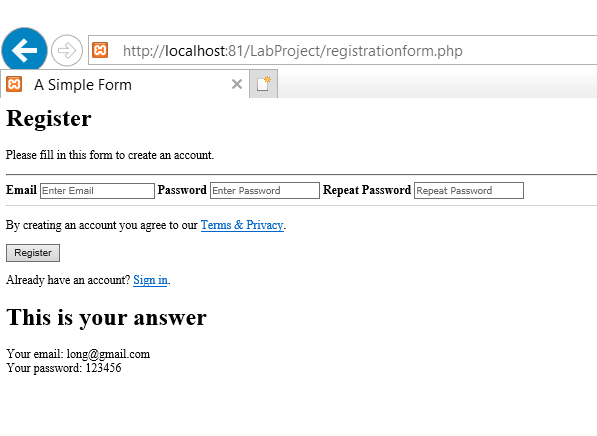 http://localhost:81/LabProject/registrationform.php
A Simple Form
Register
Please fill in this form to create an account.
Email Enter Email Password Enter Password Repeat Password Repeat Password
By creating an account you agree to our Terms & Privacy.
Register
Already have an account? Sign in.
This is your answer
Your email: long@gmail.com
Your password: 123456